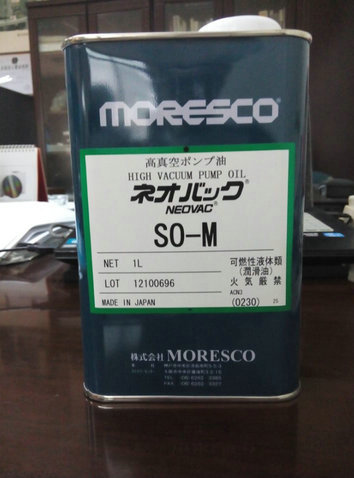 MORESCO
高真空ポンプ油
HIGH VACUUM PUMP OIL
ネオバック®
NEOVAC®
SO-M
NET 1L 可燃性液体類
(潤滑油)
LOT 12100696 火気厳禁
ACN3
MADE IN JAPAN (0230) 25
株式会社 MORESCO